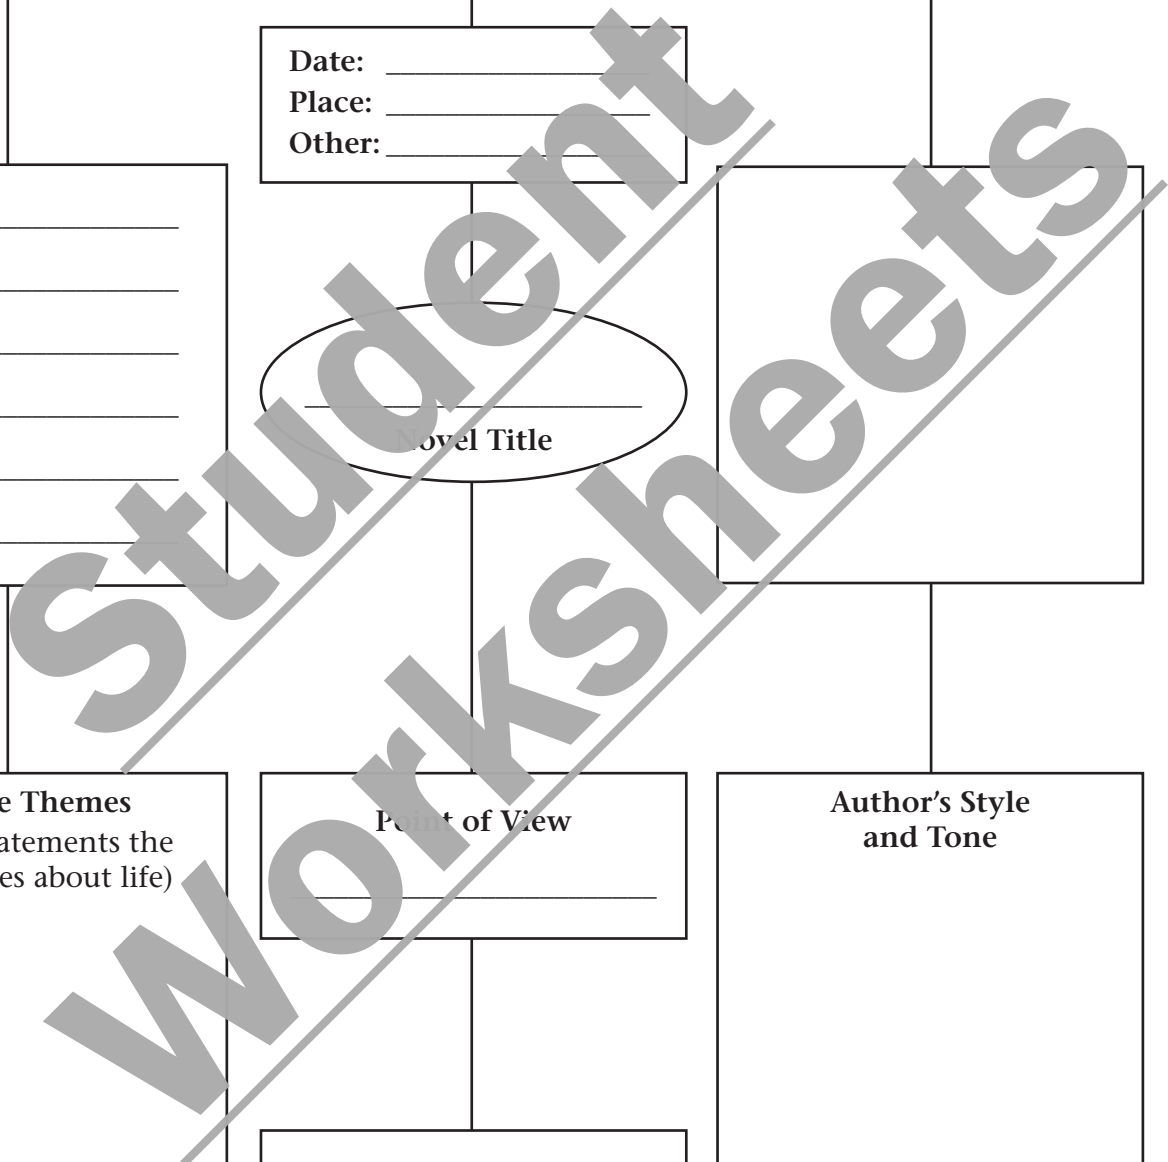 Date:
Place:
Other:
Novel Title
e Themes
atements the
es about life)
Point of View
Author's Style
and Tone
Student
Worksheets